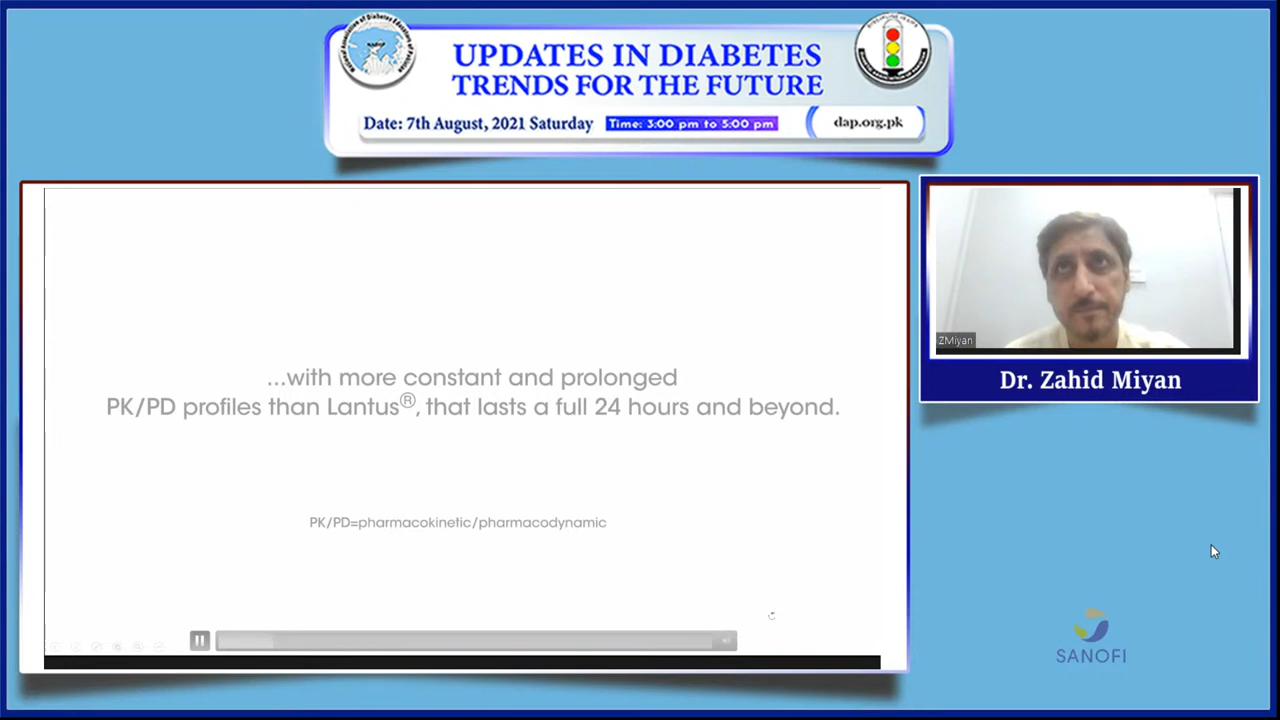 UPDATES IN DIABETES
TRENDS FOR THE FUTURE
Date: 7th August, 2021 Saturday
Time: 3:00 pm to 5:00 pm
dap.org.pk
...with more constant and prolonged
PK/PD profiles than Lantus®, that lasts a full 24 hours and beyond.
PK/PD=pharmacokinetic/pharmacodynamic
ZMiyan
Dr. Zahid Miyan
SANOFI